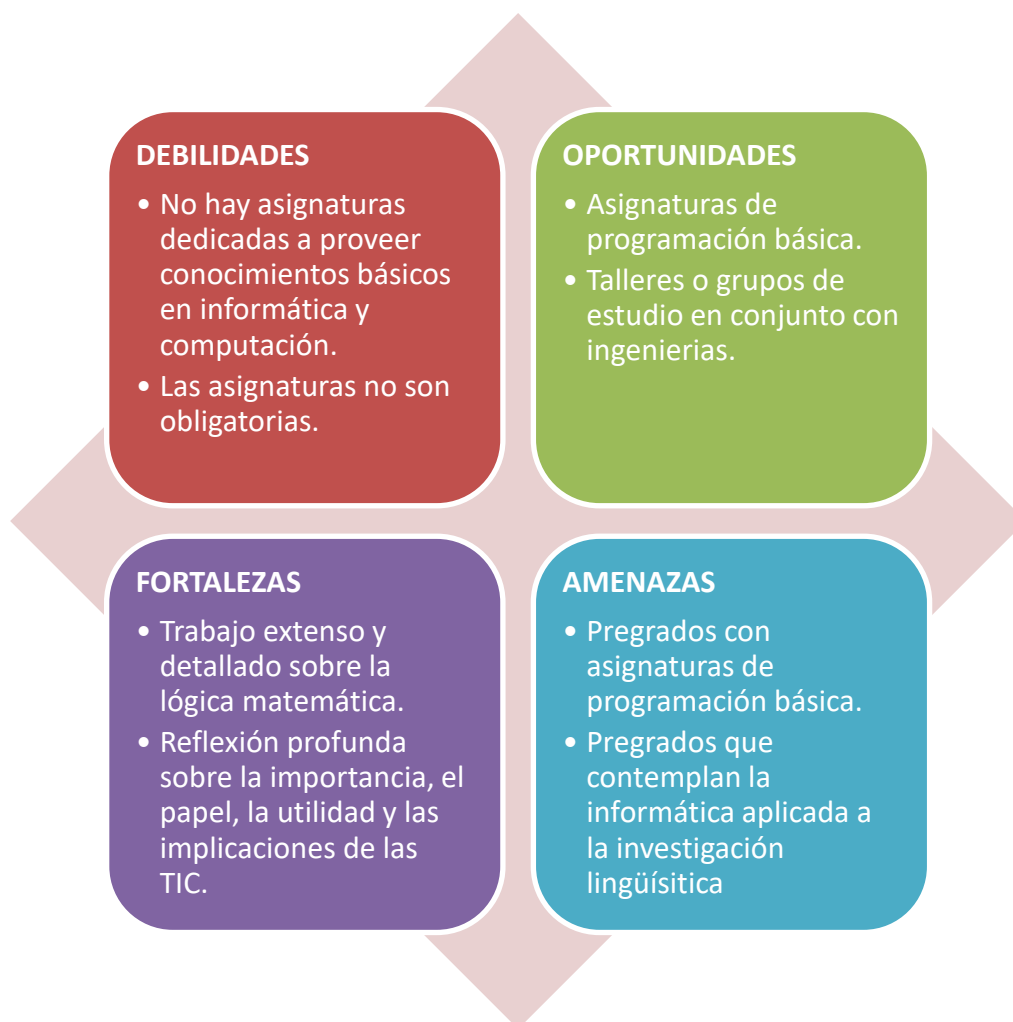 DEBILIDADES
• No hay asignaturas
dedicadas a proveer
conocimientos básicos
en informática y
computación.
• Las asignaturas no son
obligatorias.
OPORTUNIDADES
• Asignaturas de
programación básica.
• Talleres o grupos de
estudio en conjunto con
ingenierias.
FORTALEZAS
• Trabajo extenso y
detallado sobre la
lógica matemática.
• Reflexión profunda
sobre la importancia, el
papel, la utilidad y las
implicaciones de las
TIC.
AMENAZAS
• Pregrados con
asignaturas de
programación básica.
• Pregrados que
contemplan la
informática aplicada a
la investigación
lingüísitica